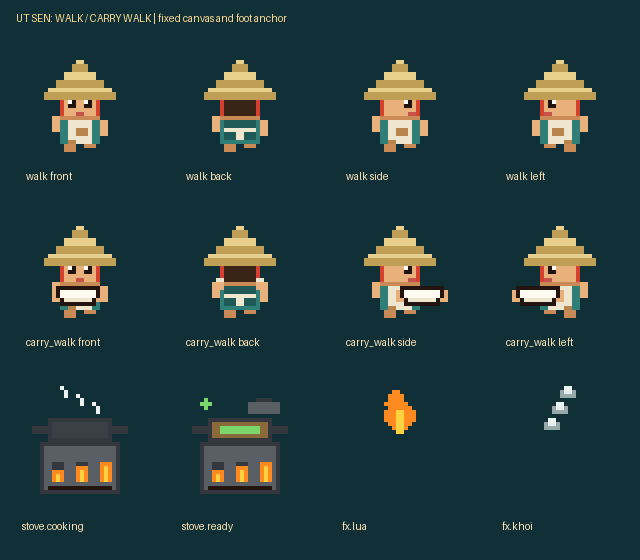 UT SEN: WALK / CARRY WALK | fixed canvas and foot anchor
walk front
walk back
walk side
walk left
carry_walk front
carry_walk back
carry_walk side
carry_walk left
stove.cooking
stove.ready
fx.lua
fx.khoi